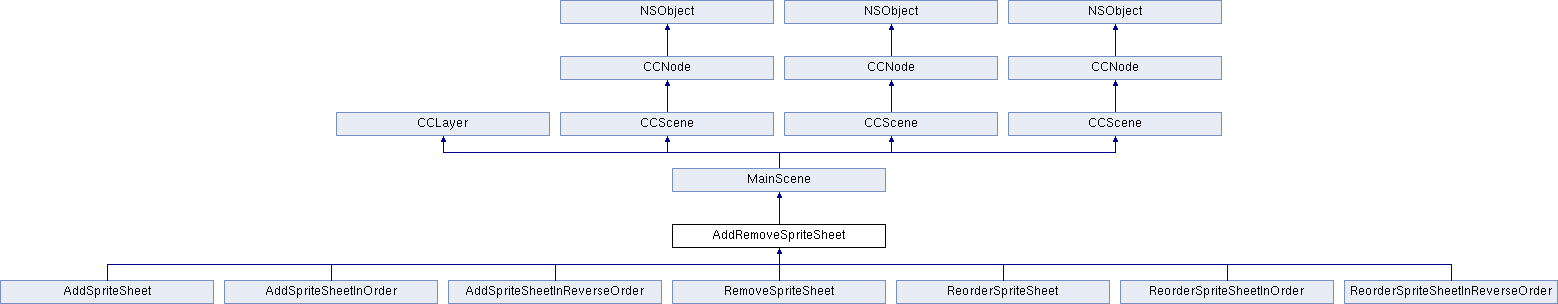 NSObject NSObject NSObject
CCNode CCNode CCNode
CCLayer CCScene CCScene CCScene
MainScene
AddRemoveSpriteSheet
AddSpriteSheet AddSpriteSheetInOrder AddSpriteSheetInReverseOrder RemoveSpriteSheet ReorderSpriteSheet ReorderSpriteSheetInOrder ReorderSpriteSheetInReverseOrder